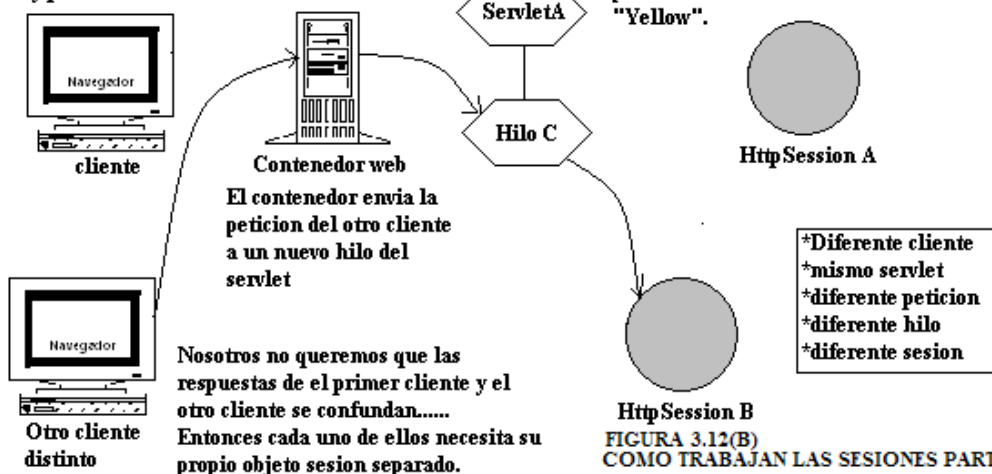 ServletA
"Yellow".
Navegador
cliente
Contenedor web
Hilo C
HttpSession A
El contenedor envia la
peticion del otro cliente
a un nuevo hilo del
servlet
*Diferente cliente
*mismo servlet
*diferente peticion
*diferente hilo
*diferente sesion
Navegador
Otro cliente
distinto
Nosotros no queremos que las
respuestas de el primer cliente y el
otro cliente se confundan......
Entonces cada uno de ellos necesita su
propio objeto sesion separado.
HttpSession B
FIGURA 3.12(B)
COMO TRABAJAN LAS SESIONES PART